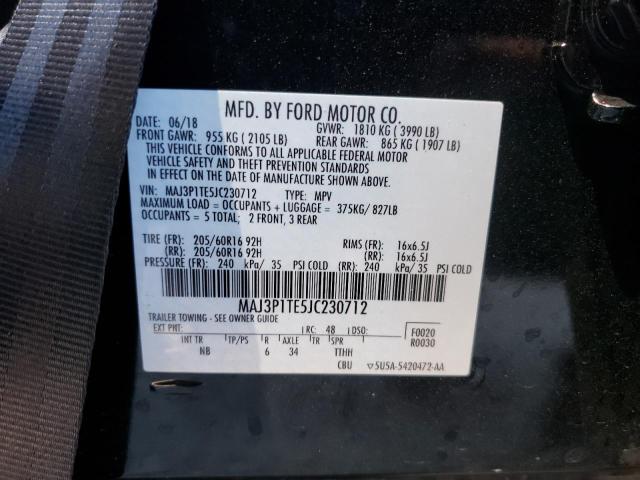 MFD. BY FORD MOTOR CO.
DATE: 06/18 GVWR: 1810 KG ( 3990 LB)
FRONT GAWR: 955 KG ( 2105 LB) REAR GAWR: 865 KG ( 1907 LB)
THIS VEHICLE CONFORMS TO ALL APPLICABLE FEDERAL MOTOR
VEHICLE SAFETY AND THEFT PREVENTION STANDARDS
IN EFFECT ON THE DATE OF MANUFACTURE SHOWN ABOVE.
VIN: MAJ3P1TE5JC230712 TYPE: MPV
MAXIMUM LOAD = OCCUPANTS + LUGGAGE = 375KG/ 827LB
OCCUPANTS = 5 TOTAL; 2 FRONT, 3 REAR
TIRE (FR): 205/60R16 92H RIMS (FR): 16x6.5J
(RR): 205/60R16 92H (RR): 16x6.5J
PRESSURE (FR): 240 kPa/ 35 PSI COLD (RR): 240 kPa/ 35 PSI COLD
MAJ3P1TE5JC230712
TRAILER TOWING - SEE OWNER GUIDE
EXT PNT: RC: 48 DSO: F0020
R0030
INT TR TP/PS R AXLE TR SPR
NB 6 34 TTHH
CBU ▽5U5A-5420472-AA